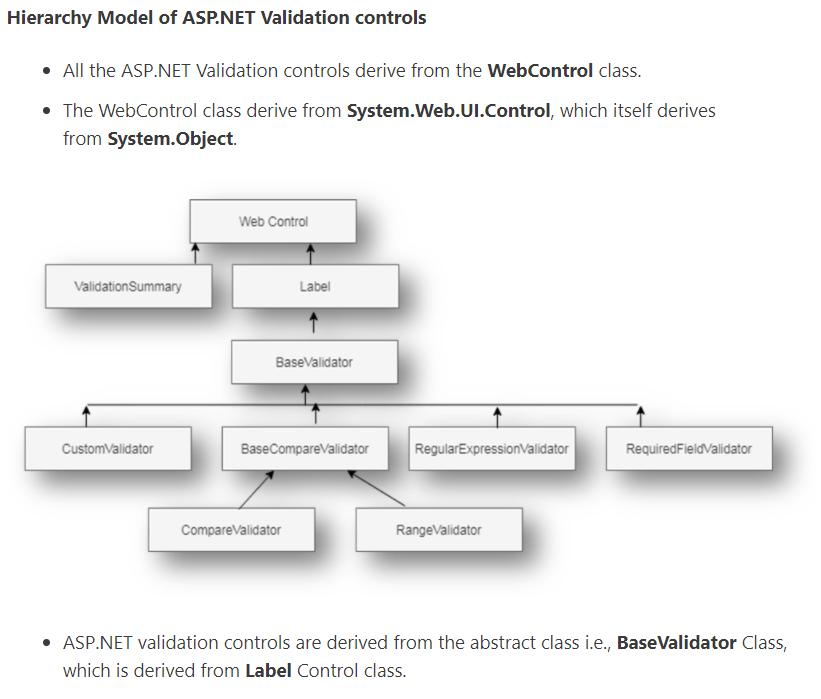 Hierarchy Model of ASP.NET Validation controls
All the ASP.NET Validation controls derive from the WebControl class.
The WebControl class derive from System.Web.UI.Control, which itself derives
from System.Object.
Web Control
ValidationSummary
Label
BaseValidator
CustomValidator
BaseCompareValidator
RegularExpressionValidator
RequiredFieldValidator
CompareValidator
RangeValidator
ASP.NET validation controls are derived from the abstract class i.e., BaseValidator Class,
which is derived from Label Control class.